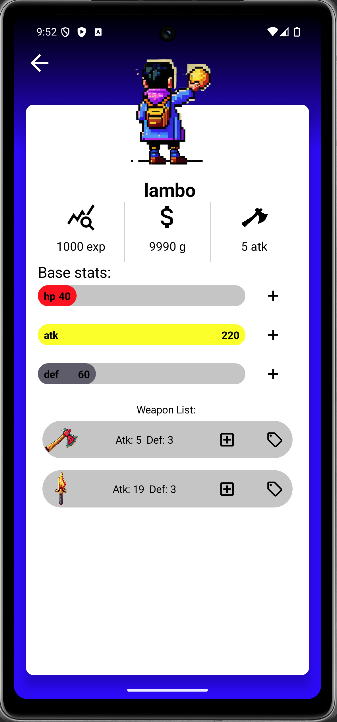 9:52
lambo
1000 exp
9990 g
5 atk
Base stats:
hp 40
atk 220
def 60
Weapon List:
Atk: 5 Def: 3
Atk: 19 Def: 3